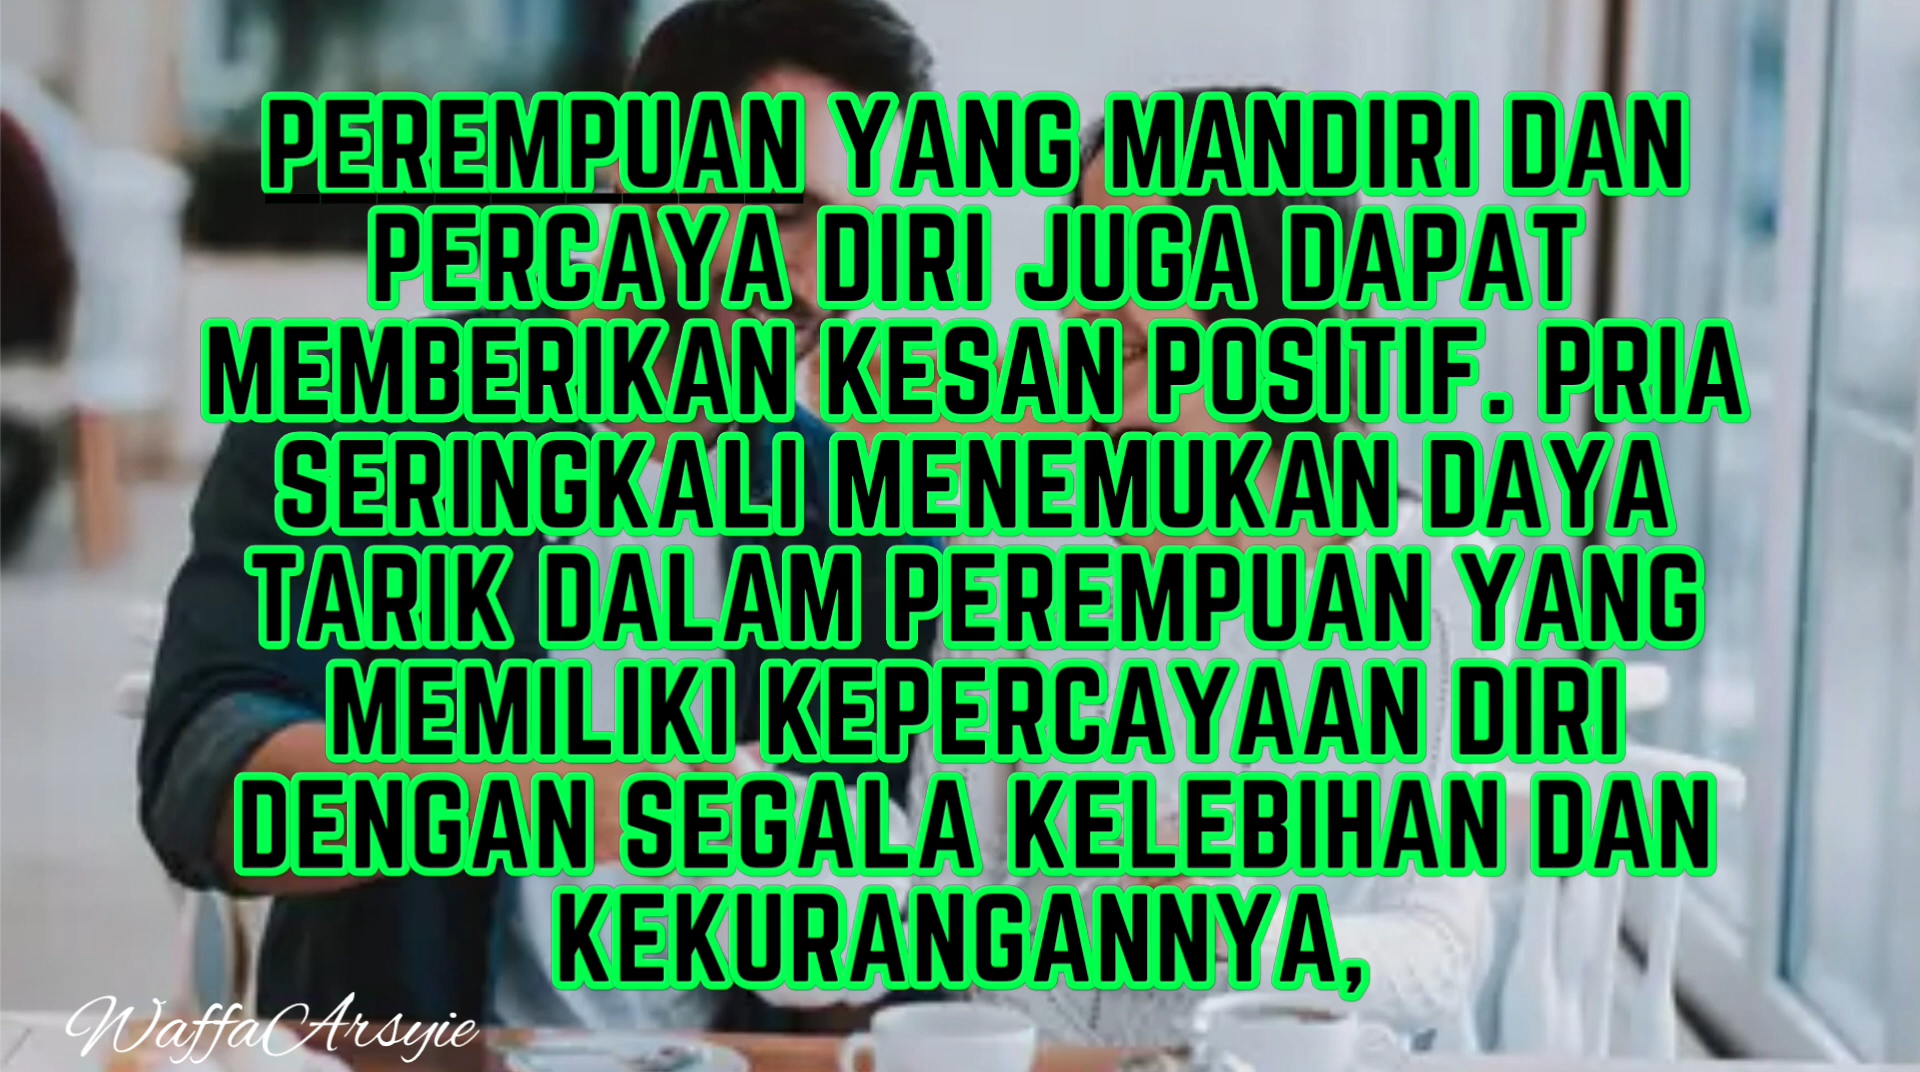 PEREMPUAN YANG MANDIRI DAN
PERCAYA DIRI JUGA DAPAT
MEMBERIKAN KESAN POSITIF. PRIA
SERINGKALI MENEMUKAN DAYA
TARIK DALAM PEREMPUAN YANG
MEMILIKI KEPERCAYAAN DIRI
DENGAN SEGALA KELEBIHAN DAN
KEKURANGANNYA,
WaffaArsyie